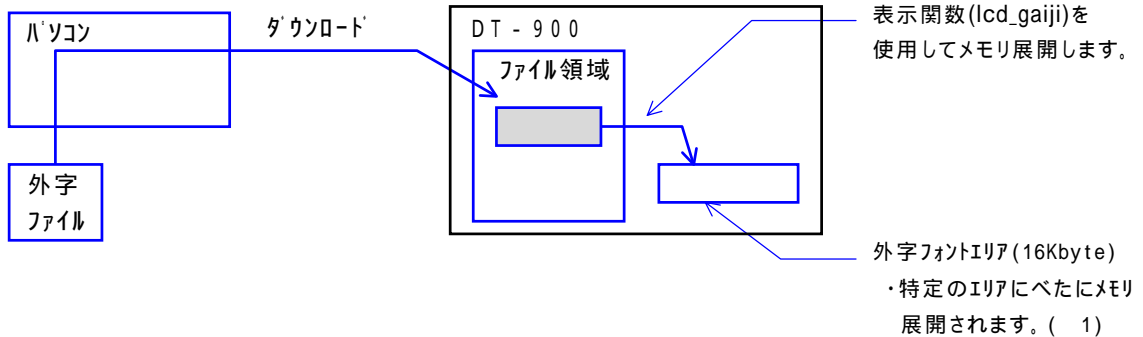 ﾊﾟｿｺﾝ
ﾀﾞｳﾝﾛｰﾄﾞ
DT-900
ﾌｧｲﾙ領域
表示関数(lcd_gaiji)を
使用してメモリ展開します。
外字
ﾌｧｲﾙ
外字ﾌｫﾝﾄｴﾘｱ(16Kbyte)
・特定のｴﾘｱにべたにﾒﾓﾘ
展開されます。(　1)